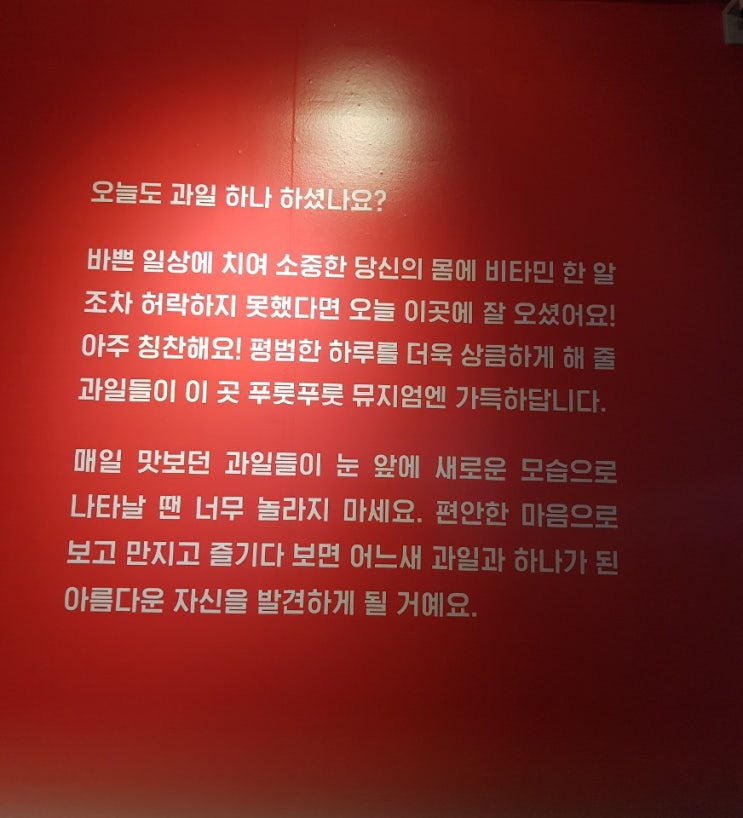 오늘도 과일 하나 하셨나요?
바쁜 일상에 치여 소중한 당신의 몸에 비타민 한 알
조차 허락하지 못했다면 오늘 이곳에 잘 오셨어요!
아주 칭찬해요! 평범한 하루를 더욱 상큼하게 해 줄
과일들이 이 곳 푸룻푸룻 뮤지엄엔 가득하답니다.
매일 맛보던 과일들이 눈 앞에 새로운 모습으로
나타날 땐 너무 놀라지 마세요. 편안한 마음으로
보고 만지고 즐기다 보면 어느새 과일과 하나가 된
아름다운 자신을 발견하게 될 거예요.